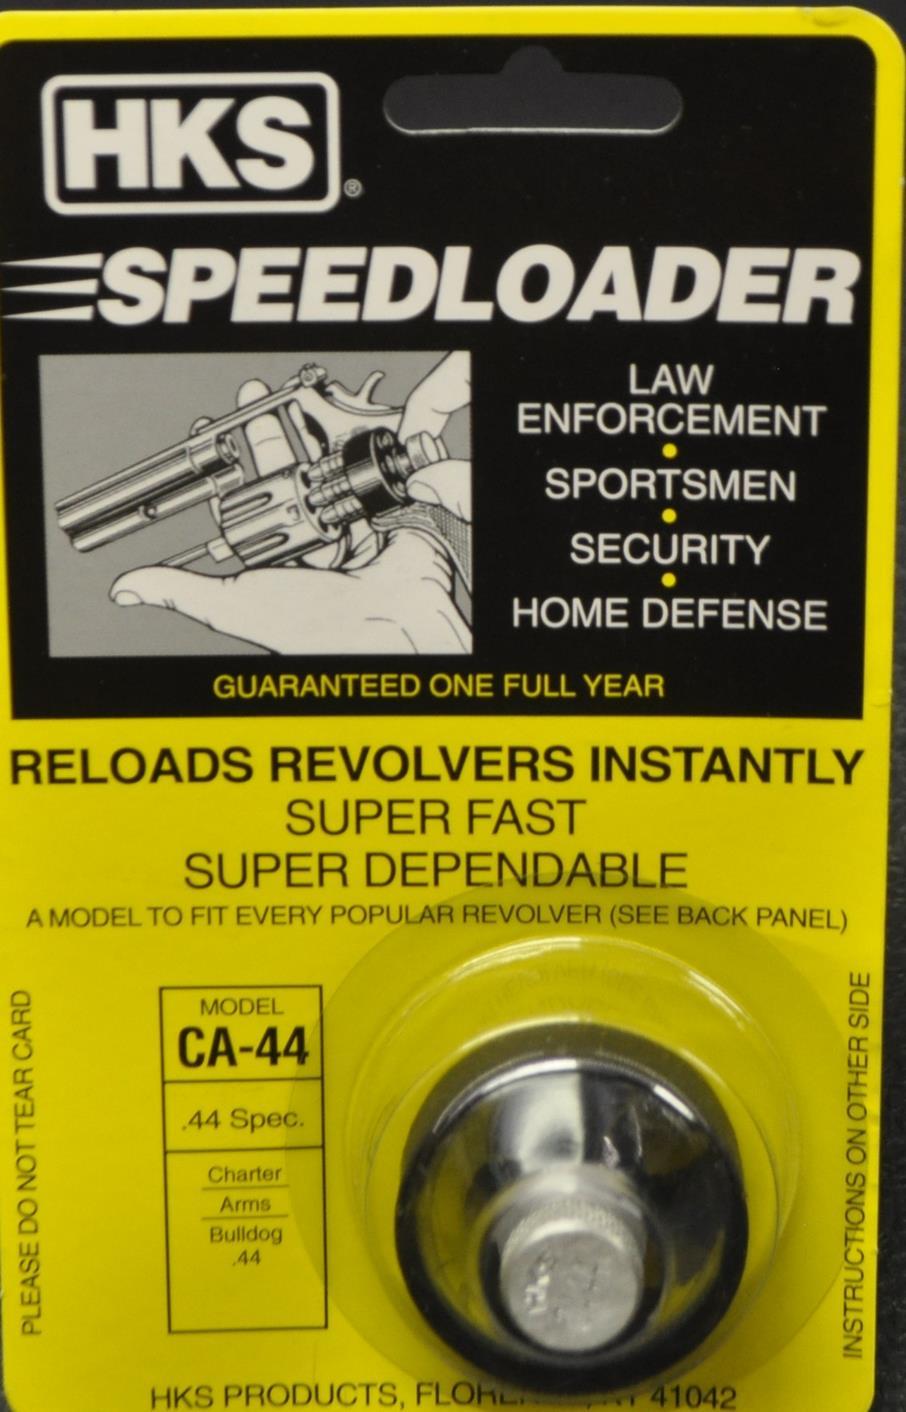 HKS®
SPEEDLOADER
LAW
ENFORCEMENT
•
SPORTSMEN
•
SECURITY
•
HOME DEFENSE
GUARANTEED ONE FULL YEAR
RELOADS REVOLVERS INSTANTLY
SUPER FAST
SUPER DEPENDABLE
A MODEL TO FIT EVERY POPULAR REVOLVER (SEE BACK PANEL)
PLEASE DO NOT TEAR CARD
MODEL
CA-44
.44 Spec.
Charter
Arms
Bulldog
.44
INSTRUCTIONS ON OTHER SIDE
HKS PRODUCTS, 41042